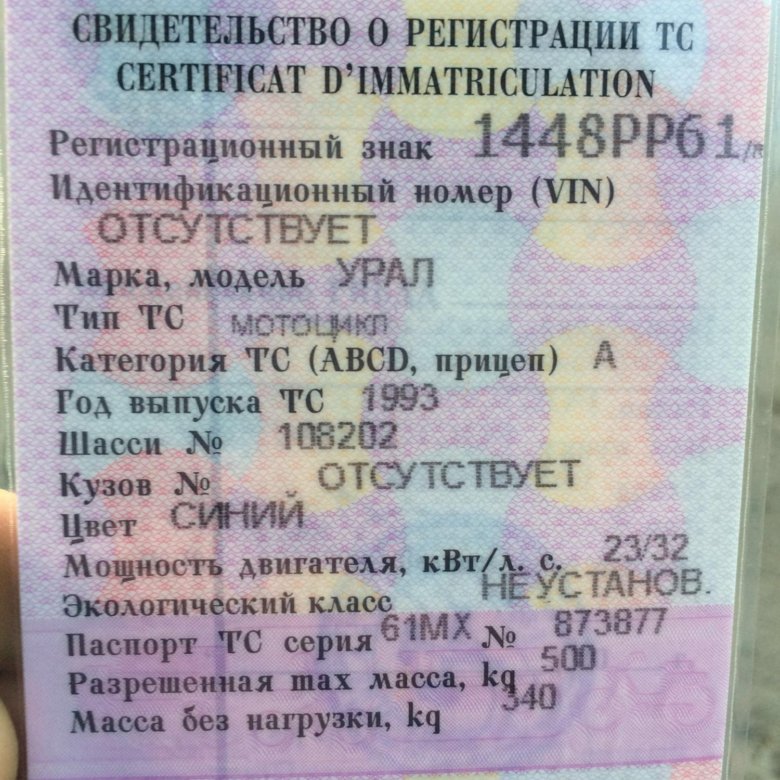 СВИДЕТЕЛЬСТВО О РЕГИСТРАЦИИ ТС
CERTIFICAT D'IMMATRICULATION
Регистрационный знак 1448РР61
Идентификационный номер (VIN)
ОТСУТСТВУЕТ
Марка, модель УРАЛ
Тип ТС МОТОЦИКЛ
Категория ТС (ABCD, прицеп) А
Год выпуска ТС 1993
Шасси № 108202
Кузов № ОТСУТСТВУЕТ
Цвет СИНИЙ
Мощность двигателя, кВт/л. с. 23/32
Экологический класс НЕ УСТАНОВ.
Паспорт ТС серия 61МХ № 873877
Разрешенная max масса, kg 500
Масса без нагрузки, kg 340